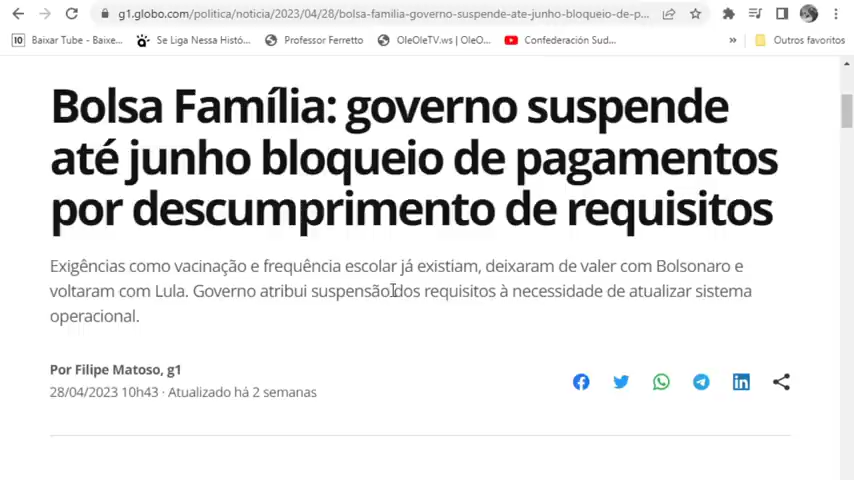 g1.globo.com/politica/noticia/2023/04/28/bolsa-familia-governo-suspende-ate-junho-bloqueio-de-p...
Baixar Tube - Baixe... Se Liga Nessa Histó... Professor Ferretto OleOleTV.ws | OleO... Confederación Sud... » Outros favoritos
Bolsa Família: governo suspende
até junho bloqueio de pagamentos
por descumprimento de requisitos
Exigências como vacinação e frequência escolar já existiam, deixaram de valer com Bolsonaro e
voltaram com Lula. Governo atribui suspensão dos requisitos à necessidade de atualizar sistema
operacional.
Por Filipe Matoso, g1
28/04/2023 10h43 · Atualizado há 2 semanas